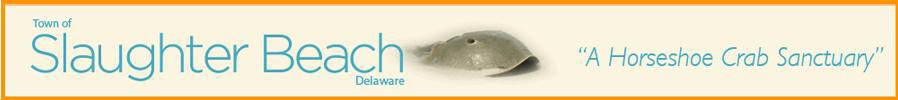 Town of
Slaughter Beach
Delaware
“A Horseshoe Crab Sanctuary”